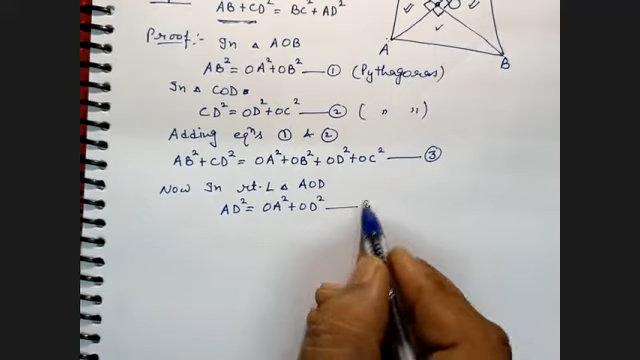 AB + CD² = BC² + AD²
Proof :- In △ AOB
AB² = OA² + OB² —— ① (Pythagoras)
In △ COD
CD² = OD² + OC² —— ② ( " " )
Adding eqⁿs ① & ②
AB² + CD² = OA² + OB² + OD² + OC² —— ③
Now In rt. L △ AOD
AD² = OA² + OD² ——
A
B